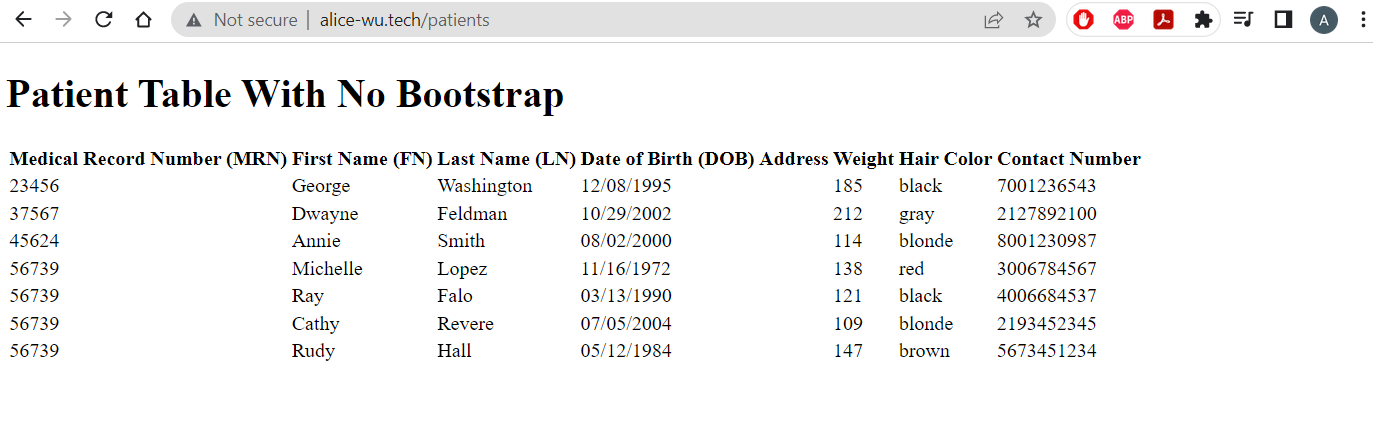 Not secure | alice-wu.tech/patients
ABP
A
Patient Table With No Bootstrap
Medical Record Number (MRN) First Name (FN) Last Name (LN) Date of Birth (DOB) Address Weight Hair Color Contact Number
23456 George Washington 12/08/1995 185 black 7001236543
37567 Dwayne Feldman 10/29/2002 212 gray 2127892100
45624 Annie Smith 08/02/2000 114 blonde 8001230987
56739 Michelle Lopez 11/16/1972 138 red 3006784567
56739 Ray Falo 03/13/1990 121 black 4006684537
56739 Cathy Revere 07/05/2004 109 blonde 2193452345
56739 Rudy Hall 05/12/1984 147 brown 5673451234